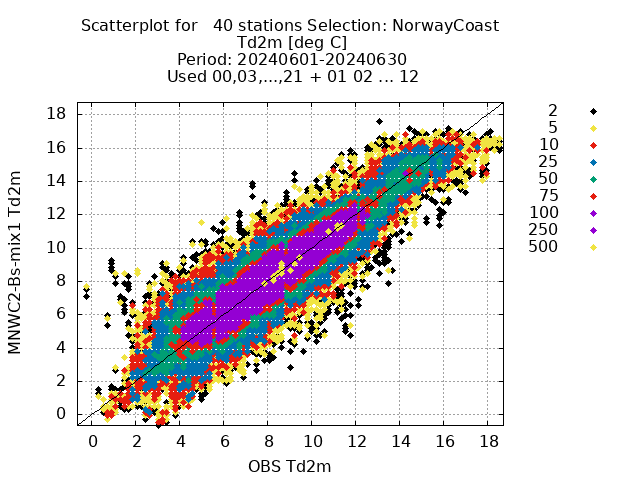 Scatterplot for 40 stations Selection: NorwayCoast
Td2m [deg C]
Period: 20240601-20240630
Used 00,03,...,21 + 01 02 ... 12
18
16
14
12
10
8
6
4
2
0
MNWC2-Bs-mix1 Td2m
0 2 4 6 8 10 12 14 16 18
OBS Td2m
2
5
10
25
50
75
100
250
500